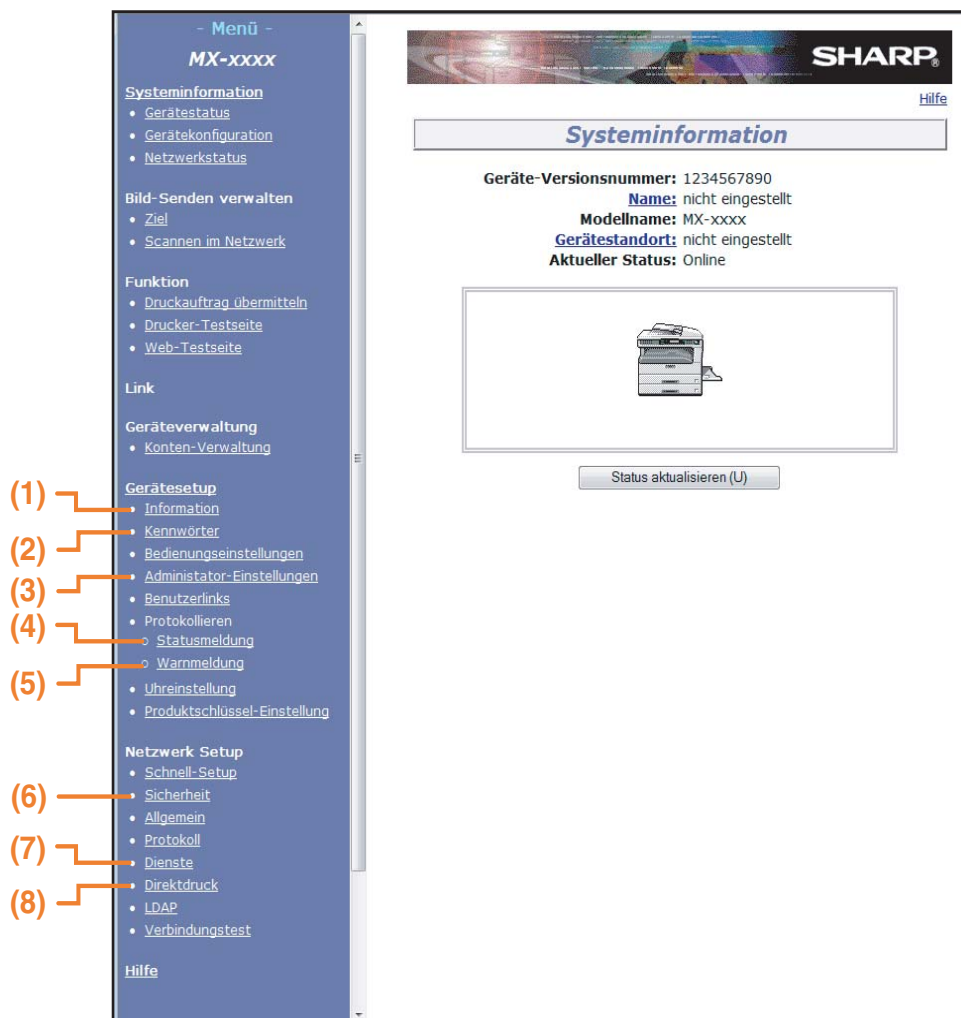 - Menü -
MX-xxxx
Systeminformation
• Gerätestatus
• Gerätekonfiguration
• Netzwerkstatus
Bild-Senden verwalten
• Ziel
• Scannen im Netzwerk
Funktion
• Druckauftrag übermitteln
• Drucker-Testseite
• Web-Testseite
Link
Geräteverwaltung
• Konten-Verwaltung
Gerätesetup
(1) • Information
(2) • Kennwörter
• Bedienungseinstellungen
(3) • Administator-Einstellungen
• Benutzerlinks
• Protokollieren
(4) o Statusmeldung
(5) o Warnmeldung
• Uhreinstellung
• Produktschlüssel-Einstellung
Netzwerk Setup
• Schnell-Setup
(6) • Sicherheit
• Allgemein
• Protokoll
(7) • Dienste
(8) • Direktdruck
• LDAP
• Verbindungstest
Hilfe
SHARP®
Hilfe
Systeminformation
Geräte-Versionsnummer: 1234567890
Name: nicht eingestellt
Modellname: MX-xxxx
Gerätestandort: nicht eingestellt
Aktueller Status: Online
Status aktualisieren (U)